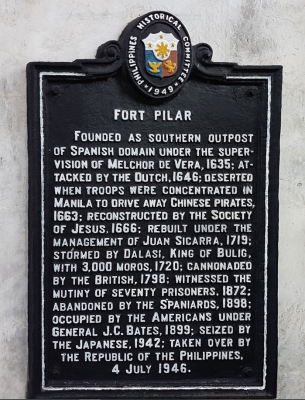 PHILIPPINES HISTORICAL COMMITTEE
1949
FORT PILAR
FOUNDED AS SOUTHERN OUTPOST
OF SPANISH DOMAIN UNDER THE SUPER-
VISION OF MELCHOR DE VERA, 1635; AT-
TACKED BY THE DUTCH, 1646; DESERTED
WHEN TROOPS WERE CONCENTRATED IN
MANILA TO DRIVE AWAY CHINESE PIRATES,
1663; RECONSTRUCTED BY THE SOCIETY
OF JESUS, 1666; REBUILT UNDER THE
MANAGEMENT OF JUAN SICARRA, 1719;
STORMED BY DALASI, KING OF BULIG,
WITH 3,000 MOROS, 1720; CANNONADED
BY THE BRITISH, 1798; WITNESSED THE
MUTINY OF SEVENTY PRISONERS, 1872;
ABANDONED BY THE SPANIARDS, 1898;
OCCUPIED BY THE AMERICANS UNDER
GENERAL J.C. BATES, 1899; SEIZED BY
THE JAPANESE, 1942; TAKEN OVER BY
THE REPUBLIC OF THE PHILIPPINES,
4 JULY 1946.